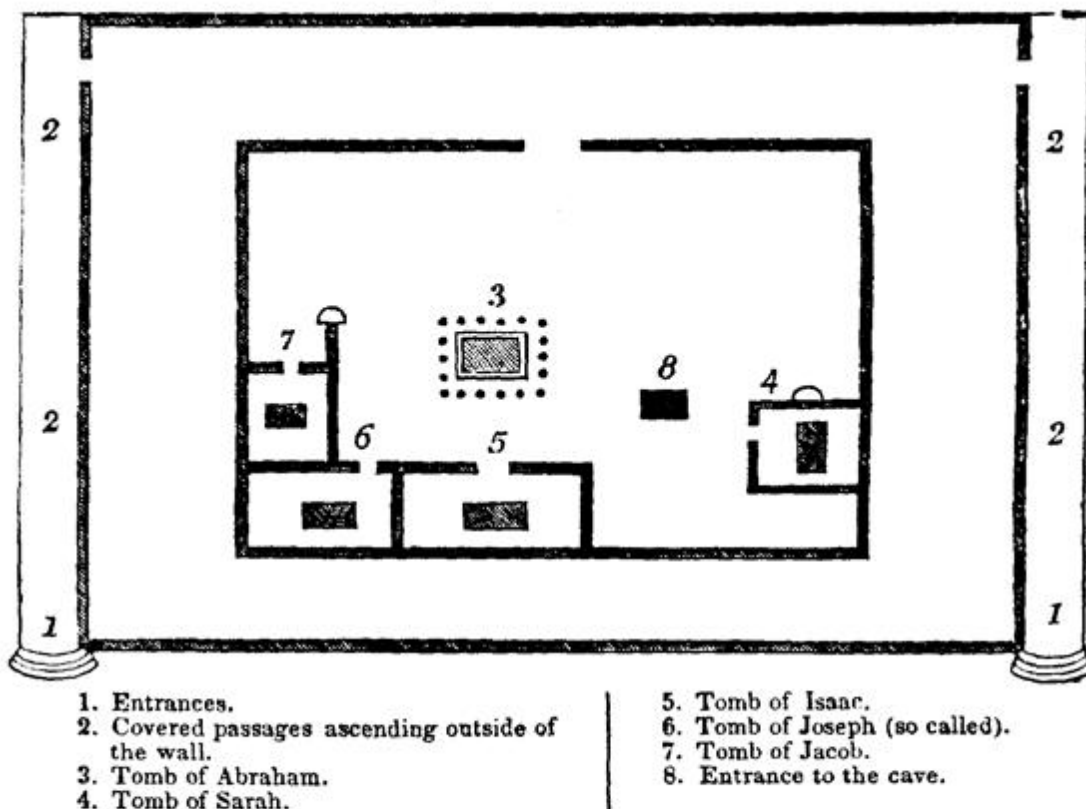 2
2
3
7
8
4
2
6
5
2
1
1
1. Entrances.
2. Covered passages ascending outside of
the wall.
3. Tomb of Abraham.
4. Tomb of Sarah.
5. Tomb of Isaac.
6. Tomb of Joseph (so called).
7. Tomb of Jacob.
8. Entrance to the cave.